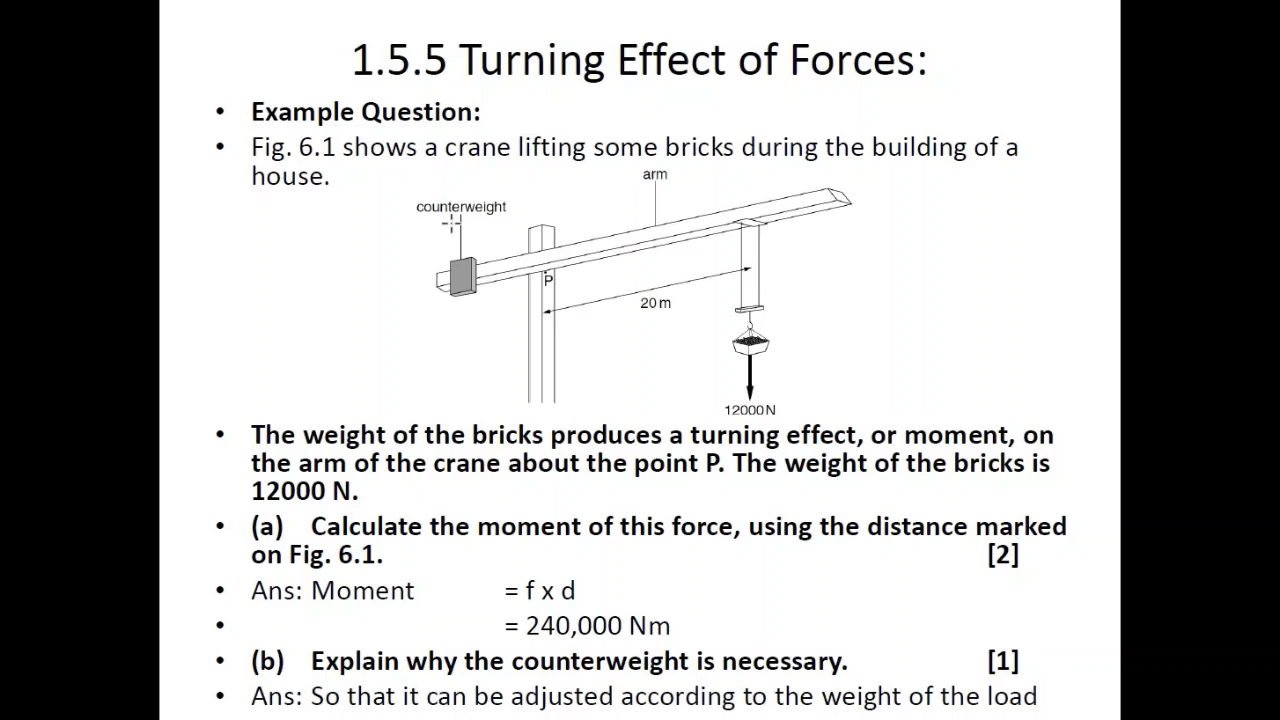 1.5.5 Turning Effect of Forces:
• Example Question:
• Fig. 6.1 shows a crane lifting some bricks during the building of a
house.
arm
counterweight
P
20 m
12000 N
• The weight of the bricks produces a turning effect, or moment, on
the arm of the crane about the point P. The weight of the bricks is
12000 N.
• (a) Calculate the moment of this force, using the distance marked
on Fig. 6.1. [2]
• Ans: Moment = f x d
• = 240,000 Nm
• (b) Explain why the counterweight is necessary. [1]
• Ans: So that it can be adjusted according to the weight of the load